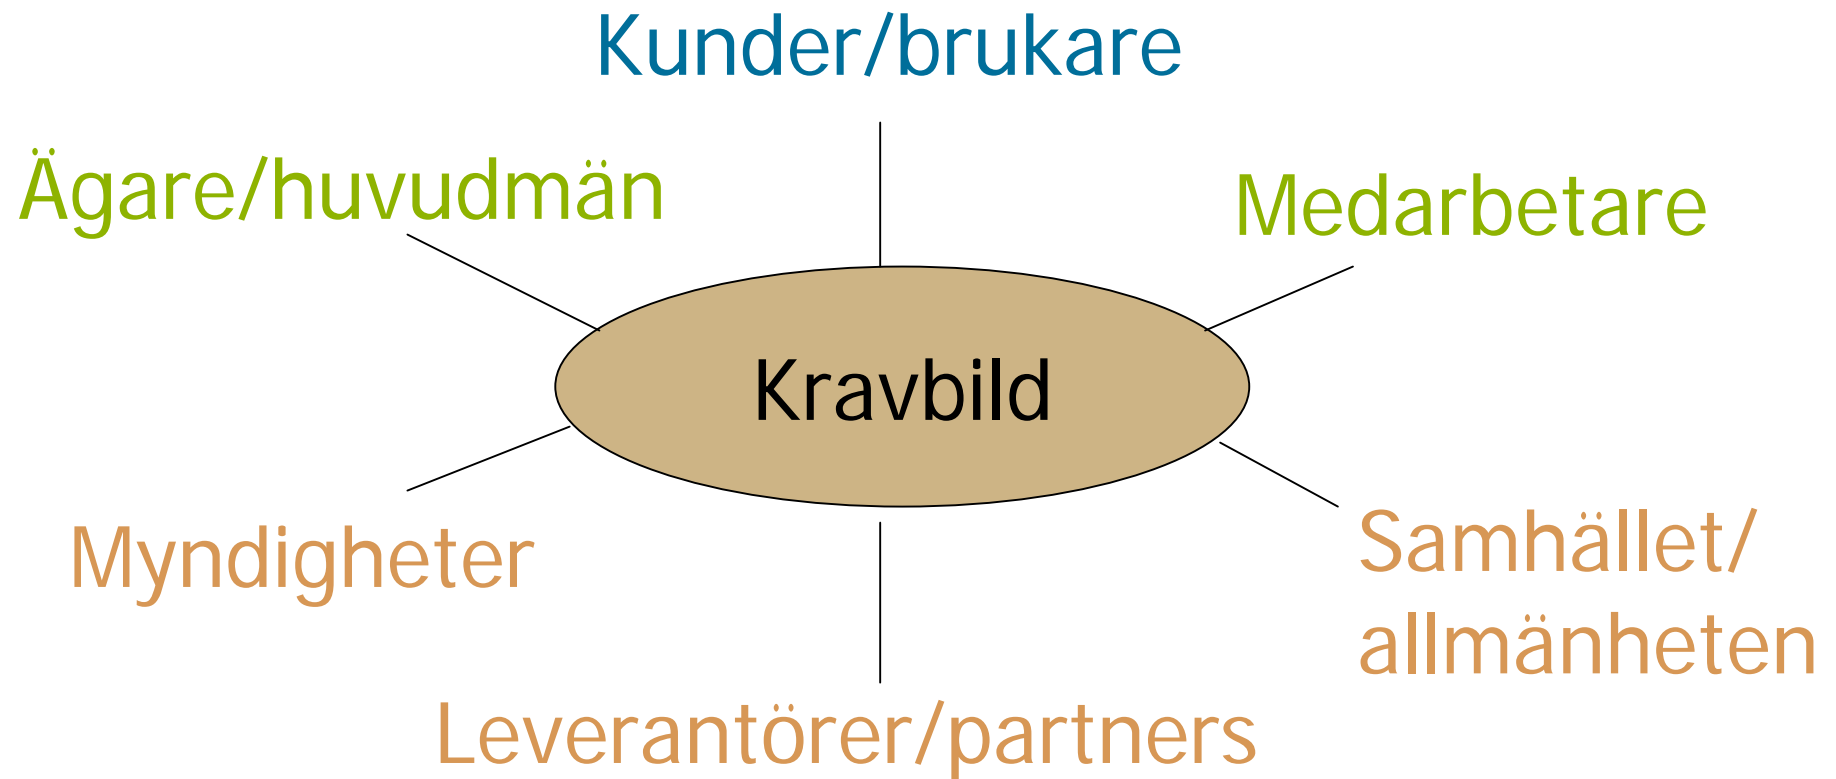 Kunder/brukare
Ägare/huvudmän
Medarbetare
Kravbild
Myndigheter
Samhället/
allmänheten
Leverantörer/partners